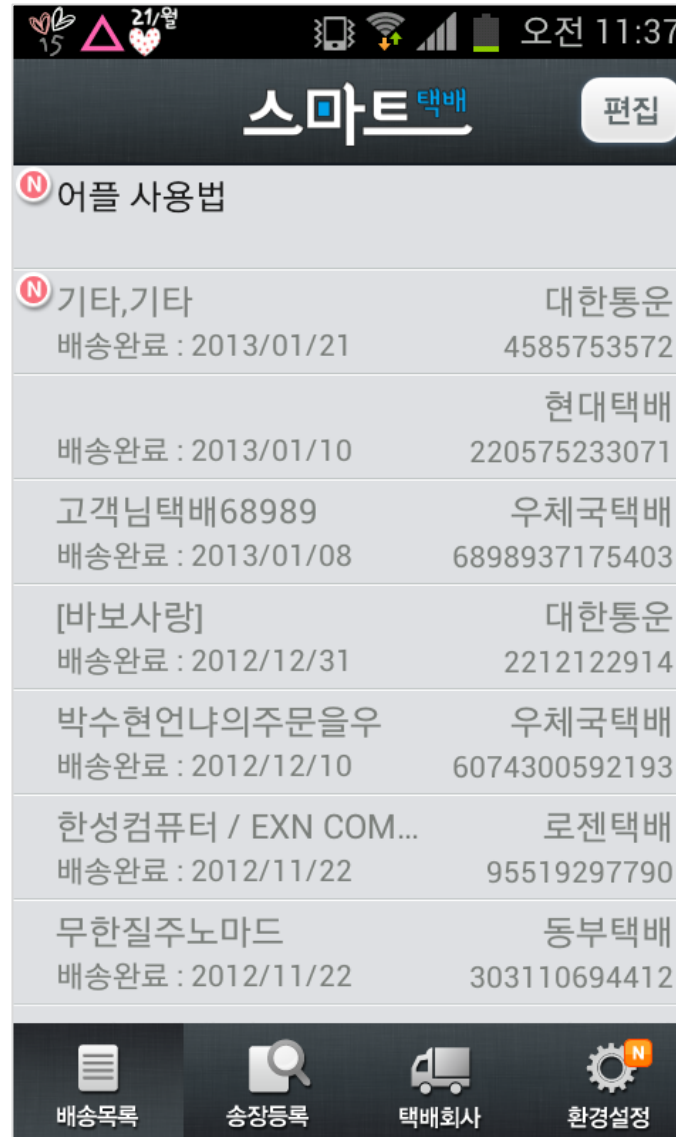 15 21/월 오전 11:37
스마트택배 편집
N 어플 사용법
N 기타,기타 대한통운
배송완료 : 2013/01/21 4585753572
현대택배
배송완료 : 2013/01/10 220575233071
고객님택배68989 우체국택배
배송완료 : 2013/01/08 6898937175403
[바보사랑] 대한통운
배송완료 : 2012/12/31 2212122914
박수현언냐의주문을우 우체국택배
배송완료 : 2012/12/10 6074300592193
한성컴퓨터 / EXN COM... 로젠택배
배송완료 : 2012/11/22 95519297790
무한질주노마드 동부택배
배송완료 : 2012/11/22 303110694412
N
배송목록 송장등록 택배회사 환경설정